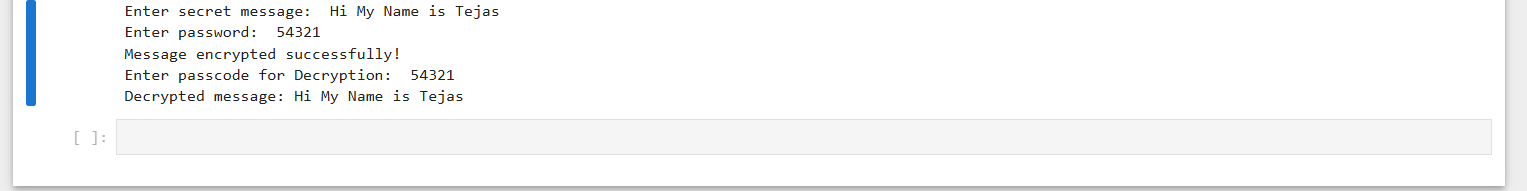 Enter secret message:  Hi My Name is Tejas
Enter password:  54321
Message encrypted successfully!
Enter passcode for Decryption:  54321
Decrypted message: Hi My Name is Tejas
[ ]: